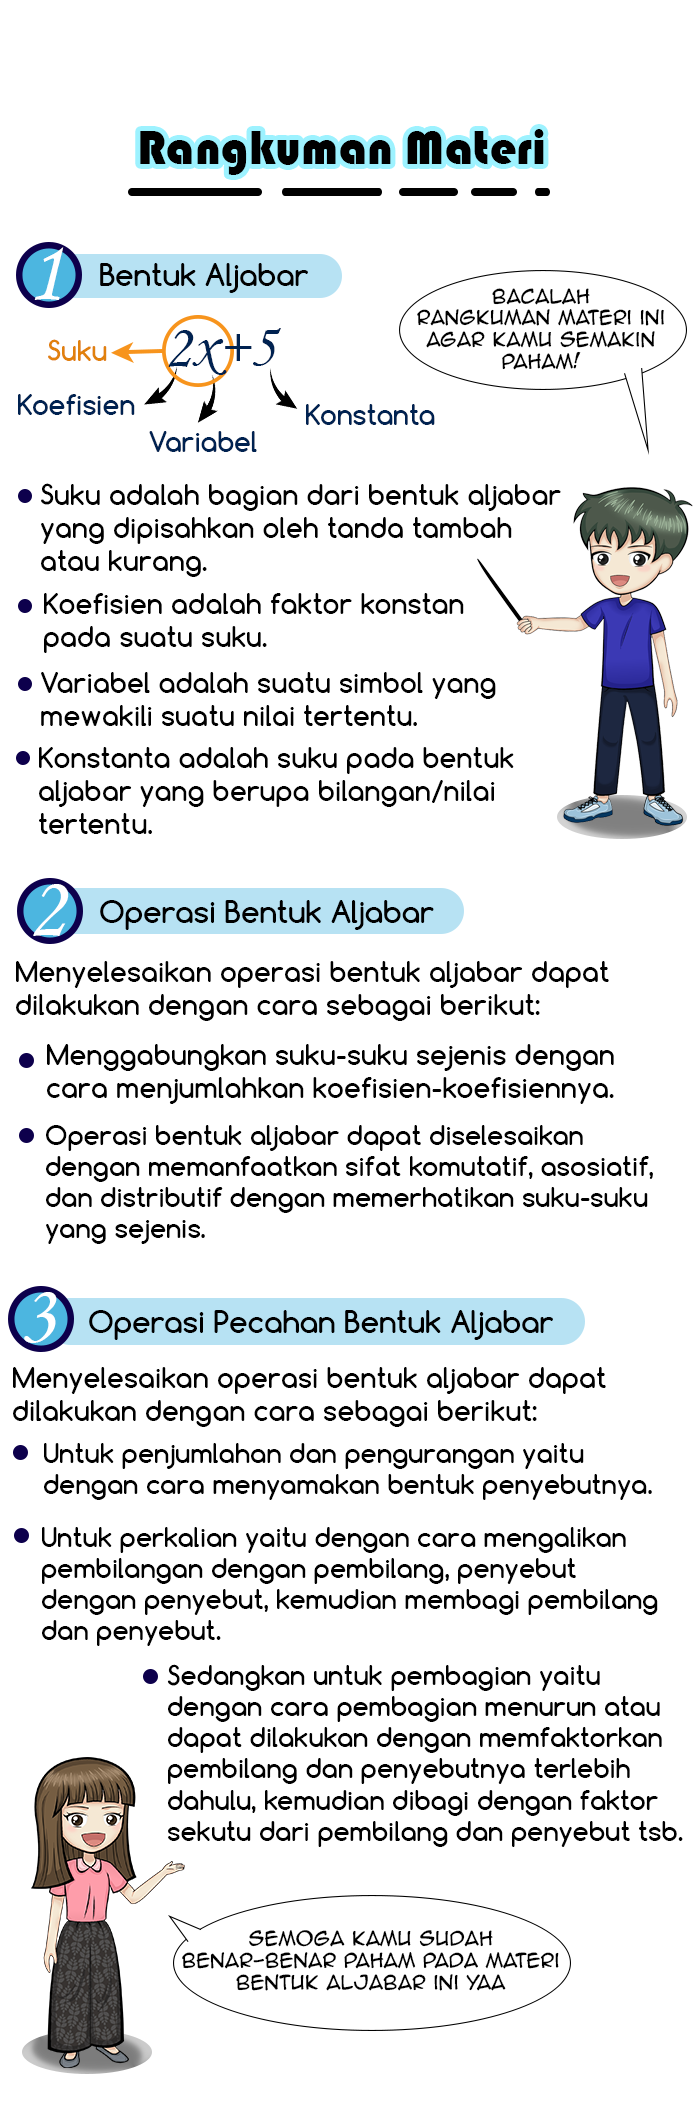 Rangkuman Materi
1 Bentuk Aljabar
BACALAH
RANGKUMAN MATERI INI
AGAR KAMU SEMAKIN
PAHAM!
Suku 2x+5
Koefisien
Variabel
Konstanta
Suku adalah bagian dari bentuk aljabar
yang dipisahkan oleh tanda tambah
atau kurang.
Koefisien adalah faktor konstan
pada suatu suku.
Variabel adalah suatu simbol yang
mewakili suatu nilai tertentu.
Konstanta adalah suku pada bentuk
aljabar yang berupa bilangan/nilai
tertentu.
2 Operasi Bentuk Aljabar
Menyelesaikan operasi bentuk aljabar dapat
dilakukan dengan cara sebagai berikut:
Menggabungkan suku-suku sejenis dengan
cara menjumlahkan koefisien-koefisiennya.
Operasi bentuk aljabar dapat diselesaikan
dengan memanfaatkan sifat komutatif, asosiatif,
dan distributif dengan memerhatikan suku-suku
yang sejenis.
3 Operasi Pecahan Bentuk Aljabar
Menyelesaikan operasi bentuk aljabar dapat
dilakukan dengan cara sebagai berikut:
Untuk penjumlahan dan pengurangan yaitu
dengan cara menyamakan bentuk penyebutnya.
Untuk perkalian yaitu dengan cara mengalikan
pembilangan dengan pembilang, penyebut
dengan penyebut, kemudian membagi pembilang
dan penyebut.
Sedangkan untuk pembagian yaitu
dengan cara pembagian menurun atau
dapat dilakukan dengan memfaktorkan
pembilang dan penyebutnya terlebih
dahulu, kemudian dibagi dengan faktor
sekutu dari pembilang dan penyebut tsb.
SEMOGA KAMU SUDAH
BENAR-BENAR PAHAM PADA MATERI
BENTUK ALJABAR INI YAA